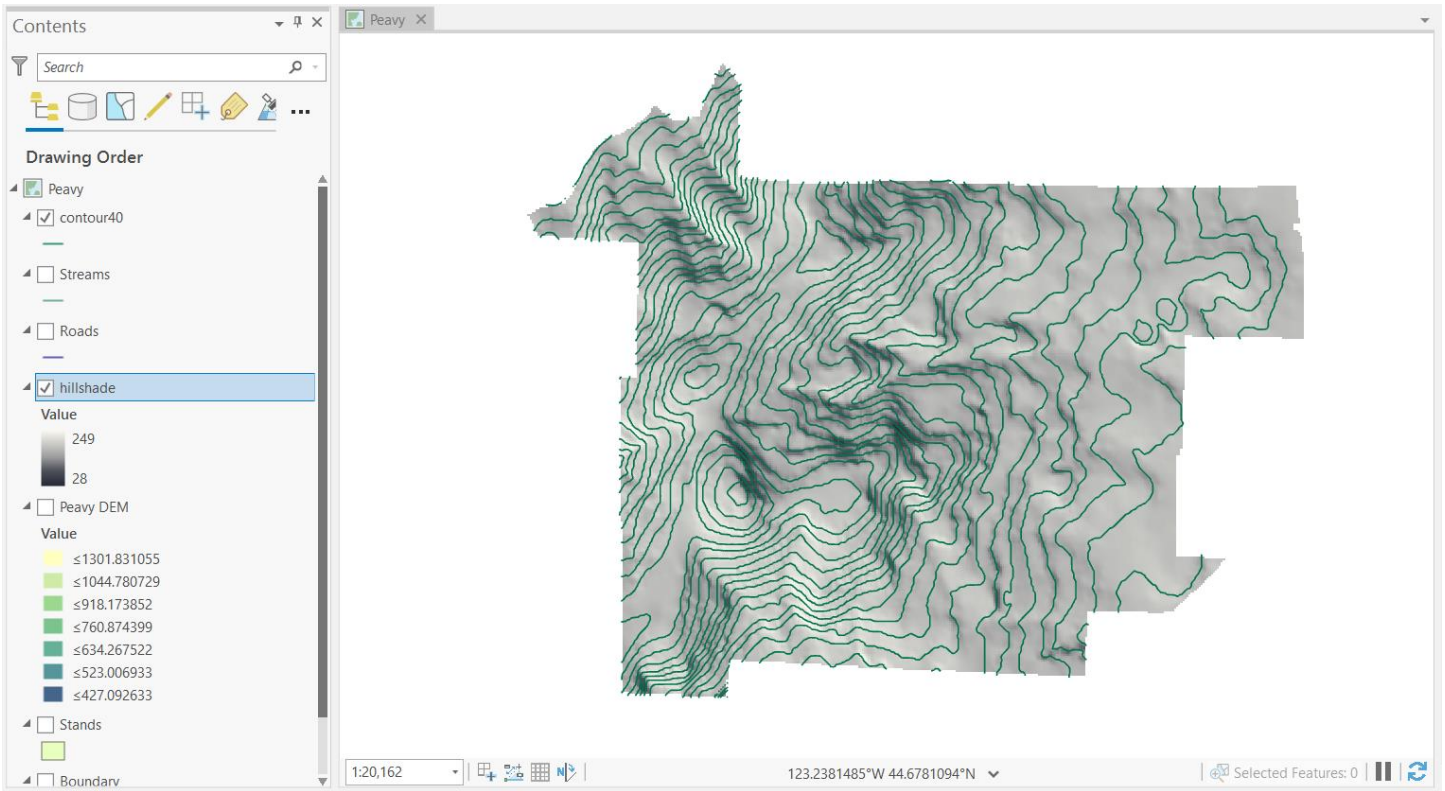 Contents
Search
Drawing Order
Peavy
contour40
Streams
Roads
hillshade
Value
249
28
Peavy DEM
Value
≤1301.831055
≤1044.780729
≤918.173852
≤760.874399
≤634.267522
≤523.006933
≤427.092633
Stands
Boundary
Peavy
1:20,162
N
123.2381485°W 44.6781094°N
Selected Features: 0